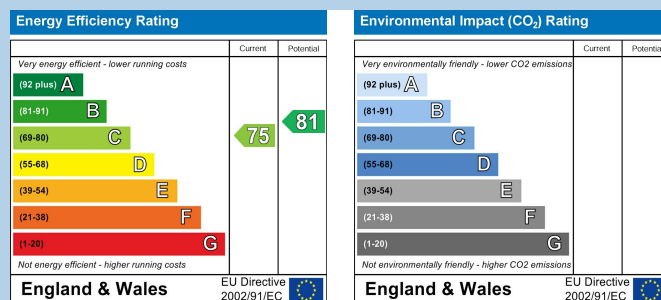 Energy Efficiency Rating
Current Potential
Very energy efficient - lower running costs
(92 plus) A
(81-91) B
(69-80) C
(55-68) D
(39-54) E
(21-38) F
(1-20) G
75
81
Not energy efficient - higher running costs
England & Wales
EU Directive
2002/91/EC
Environmental Impact (CO₂) Rating
Current Potential
Very environmentally friendly - lower CO2 emissions
(92 plus) A
(81-91) B
(69-80) C
(55-68) D
(39-54) E
(21-38) F
(1-20) G
Not environmentally friendly - higher CO2 emissions
England & Wales
EU Directive
2002/91/EC